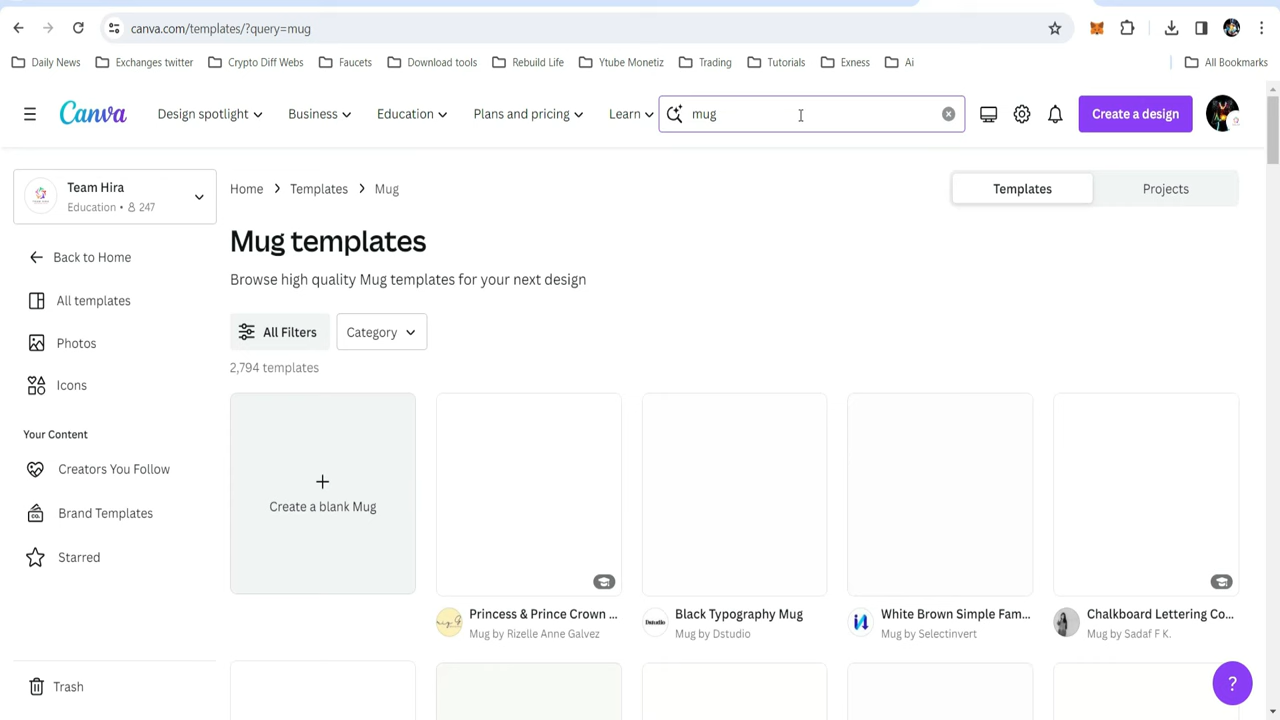 canva.com/templates/?query=mug
Daily News
Exchanges twitter
Crypto Diff Webs
Faucets
Download tools
Rebuild Life
Ytube Monetiz
Trading
Tutorials
Exness
Ai
All Bookmarks
Canva
Design spotlight
Business
Education
Plans and pricing
Learn
mug
Create a design
Team Hira
Education • 247
Home > Templates > Mug
Templates
Projects
Mug templates
Browse high quality Mug templates for your next design
Back to Home
All templates
Photos
Icons
Your Content
Creators You Follow
Brand Templates
Starred
Trash
All Filters
Category
2,794 templates
+
Create a blank Mug
Princess & Prince Crown ...
Mug by Rizelle Anne Galvez
Dstudio
Black Typography Mug
Mug by Dstudio
White Brown Simple Fam...
Mug by Selectinvert
Chalkboard Lettering Co...
Mug by Sadaf F K.
?